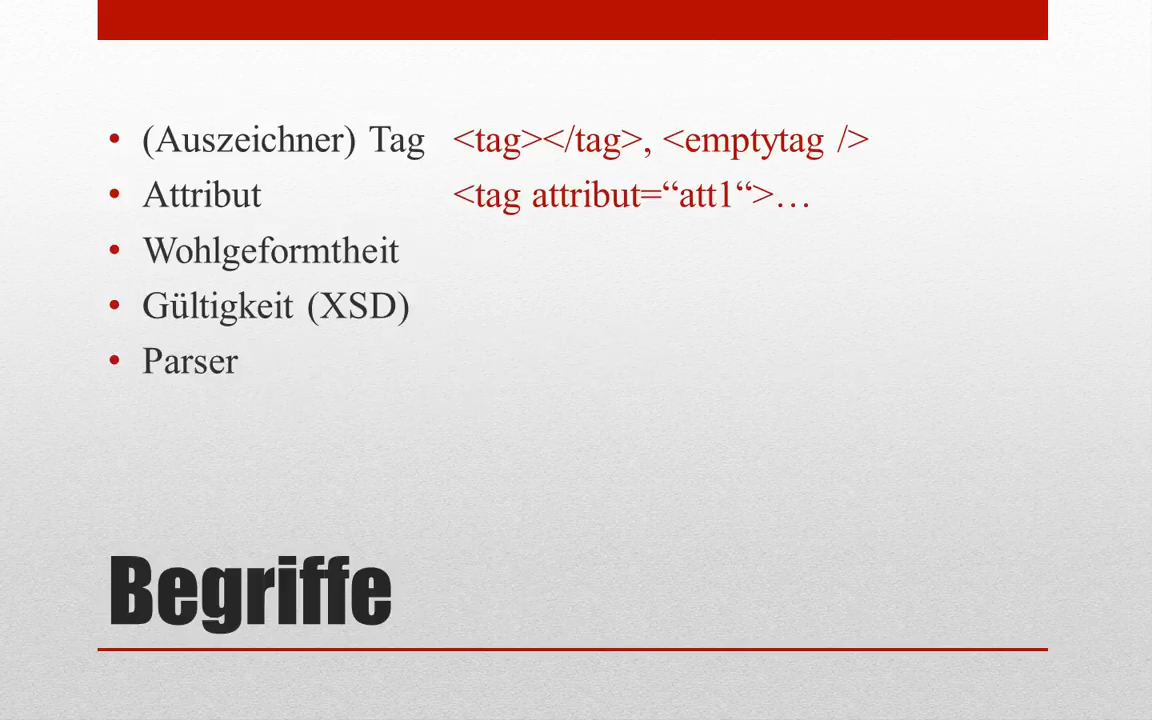 • (Auszeichner) Tag <tag></tag>, <emptytag />
• Attribut <tag attribut=“att1“>…
• Wohlgeformtheit
• Gültigkeit (XSD)
• Parser
Begriffe